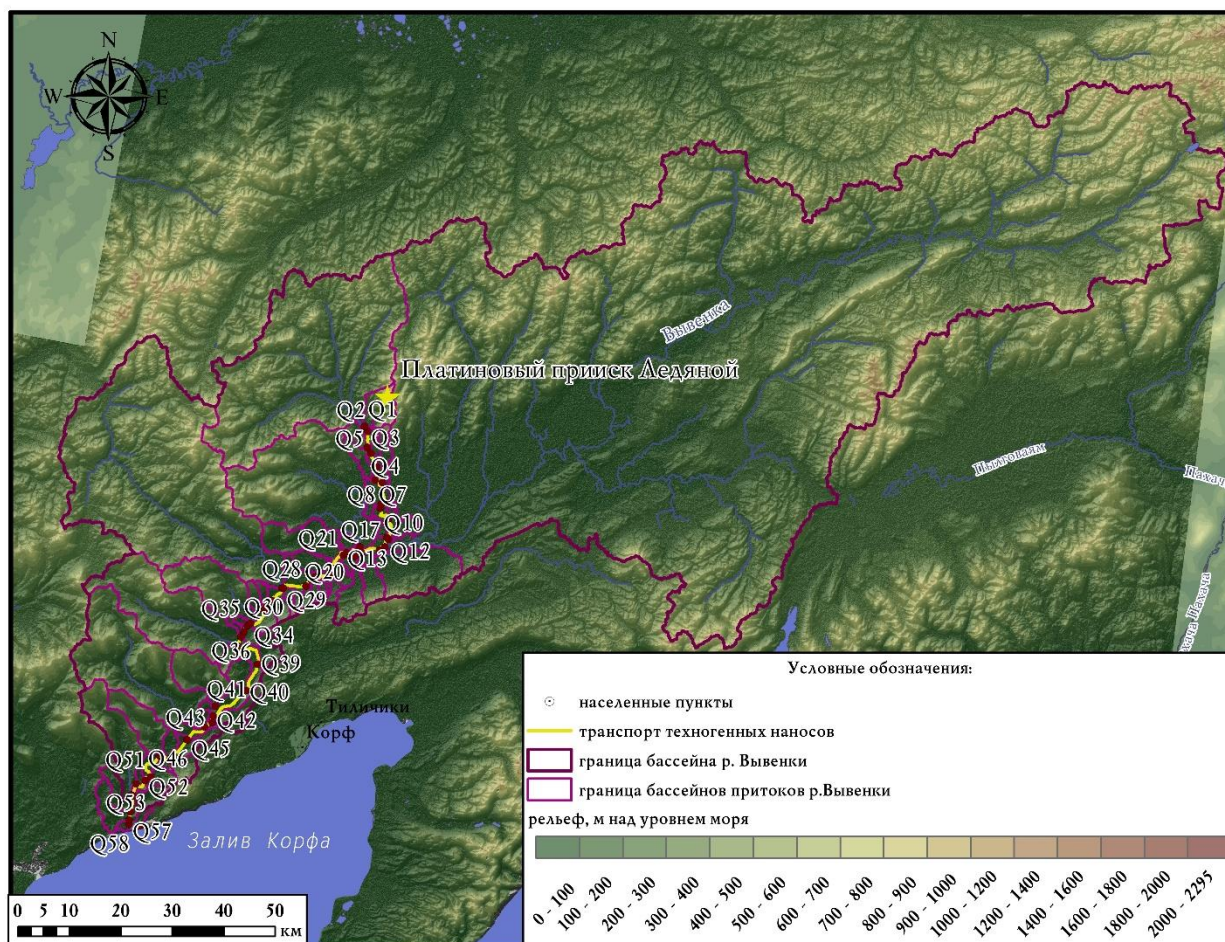 N
W E
S
Вывенка
Платиновый прииск Ледяной
Q2 Q1
Q5 Q3
Q4
Пылговаям
Q8 Q7
Q17 Q10
Q21 Q13 Q12
Q28 Q20
Q29
Q35 Q30
Q36 Q34
Q39
Q41 Q40
Q43 Q42
Q45
Тиличики
Корф
Q51 Q46
Q52
Q53
Q58 Q57
Залив Корфа
Условные обозначения:
населенные пункты
транспорт техногенных наносов
граница бассейна р. Вывенки
граница бассейнов притоков р.Вывенки
рельеф, м над уровнем моря
0 - 100
100 - 200
200 - 300
300 - 400
400 - 500
500 - 600
600 - 700
700 - 800
800 - 900
900 - 1000
1000 - 1200
1200 - 1400
1400 - 1600
1600 - 1800
1800 - 2000
2000 - 2295
0 5 10 20 30 40 50
км